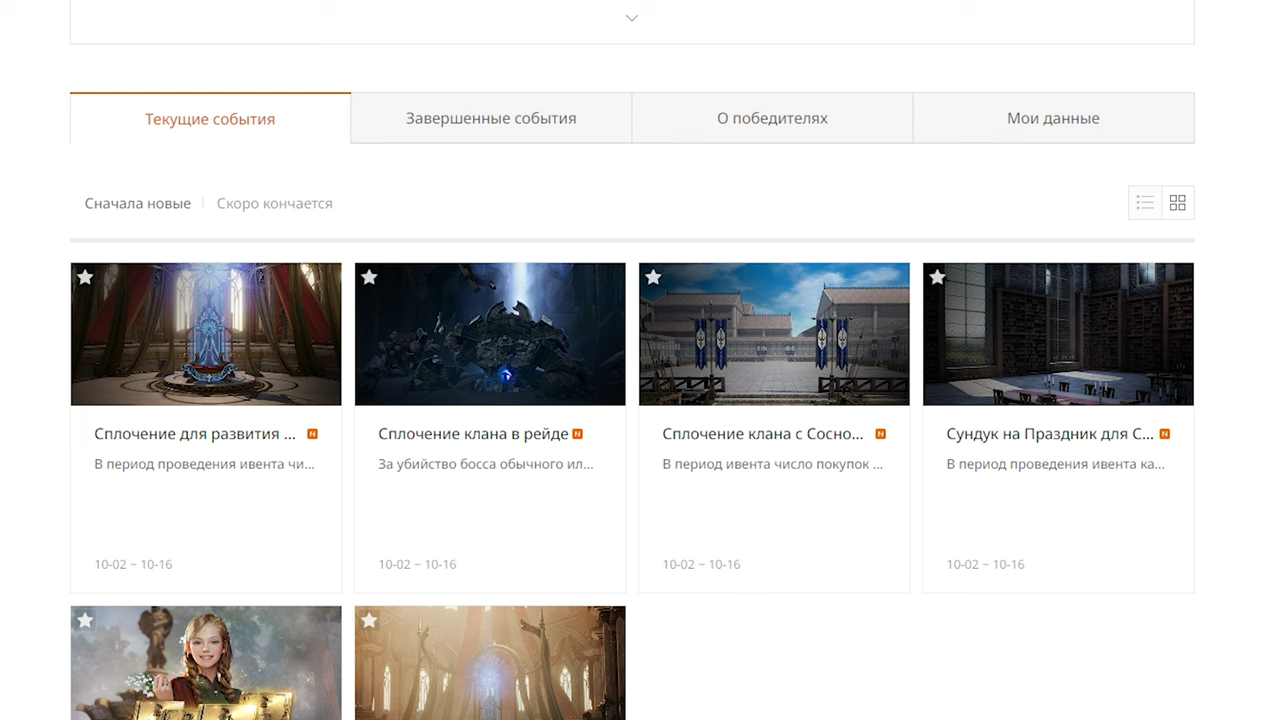 Текущие события
Завершенные события
О победителях
Мои данные
Сначала новые
Скоро кончается
Сплочение для развития ... N
В период проведения ивента чи...
10-02 ~ 10-16
Сплочение клана в рейде N
За убийство босса обычного ил...
10-02 ~ 10-16
Сплочение клана с Сосно... N
В период ивента число покупок ...
10-02 ~ 10-16
Сундук на Праздник для С... N
В период проведения ивента ка...
10-02 ~ 10-16